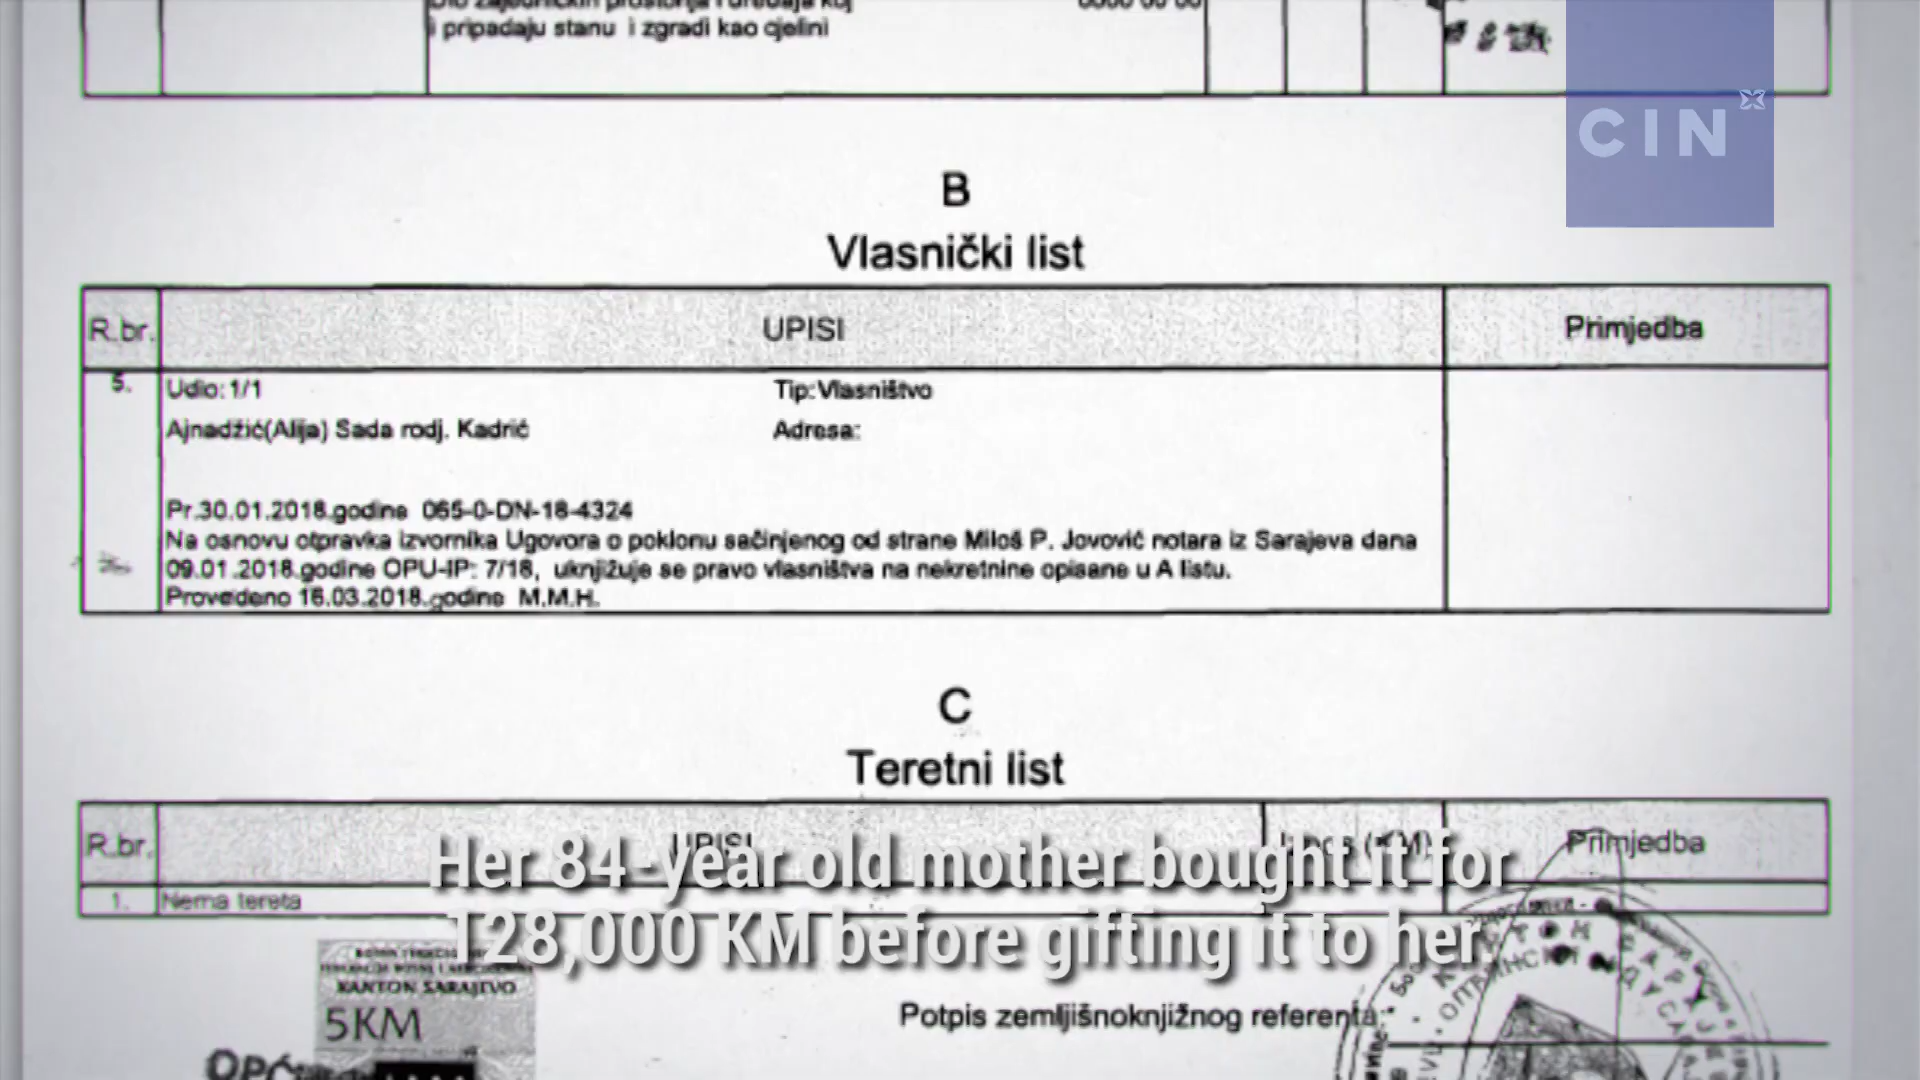 i pripadaju stanu i zgradi kao cjelini
CIN
B
Vlasnički list
R.br. UPISI Primjedba
5. Udio: 1/1 Tip: Vlasništvo
Ajnadžić(Alija) Sada rodj. Kadrić Adresa:
Pr.30.01.2018.godine 065-0-DN-18-4324
Na osnovu otpravka izvornika Ugovora o poklonu sačinjenog od strane Miloš P. Jovović notara iz Sarajeva dana
09.01.2018.godine OPU-IP: 7/18, uknjižuje se pravo vlasništva na nekretnine opisane u A listu.
Provedeno 16.03.2018.godine M.M.H.
C
Teretni list
R.br. UPISI Primjedba
1. Nema tereta
Her 84-year old mother bought it for
128,000 KM before gifting it to her.
KANTON SARAJEVO
5KM
Potpis zemljišnoknjižnog referenta: